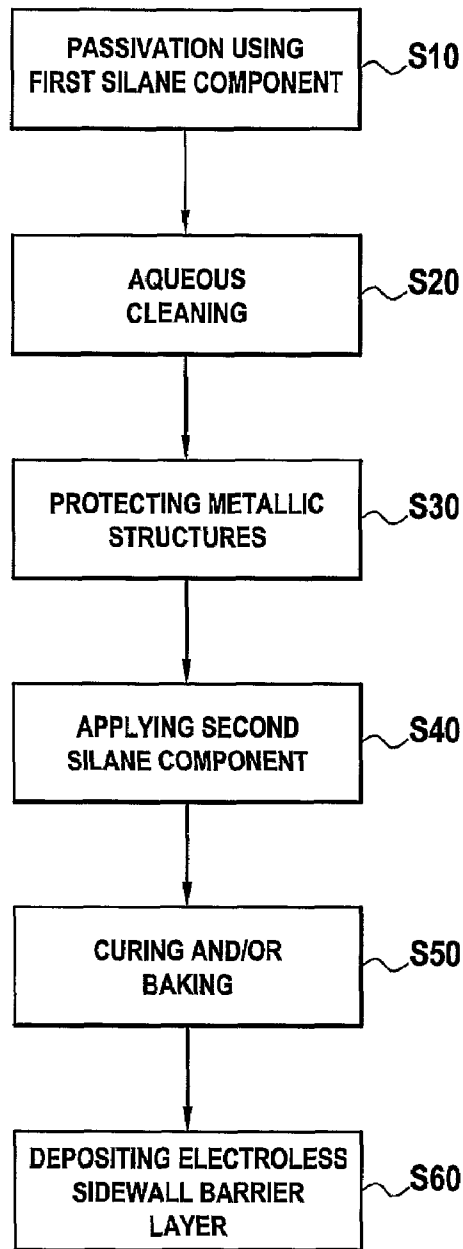 PASSIVATION USING
FIRST SILANE COMPONENT
S10
AQUEOUS
CLEANING
S20
PROTECTING METALLIC
STRUCTURES
S30
APPLYING SECOND
SILANE COMPONENT
S40
CURING AND/OR
BAKING
S50
DEPOSITING ELECTROLESS
SIDEWALL BARRIER
LAYER
S60